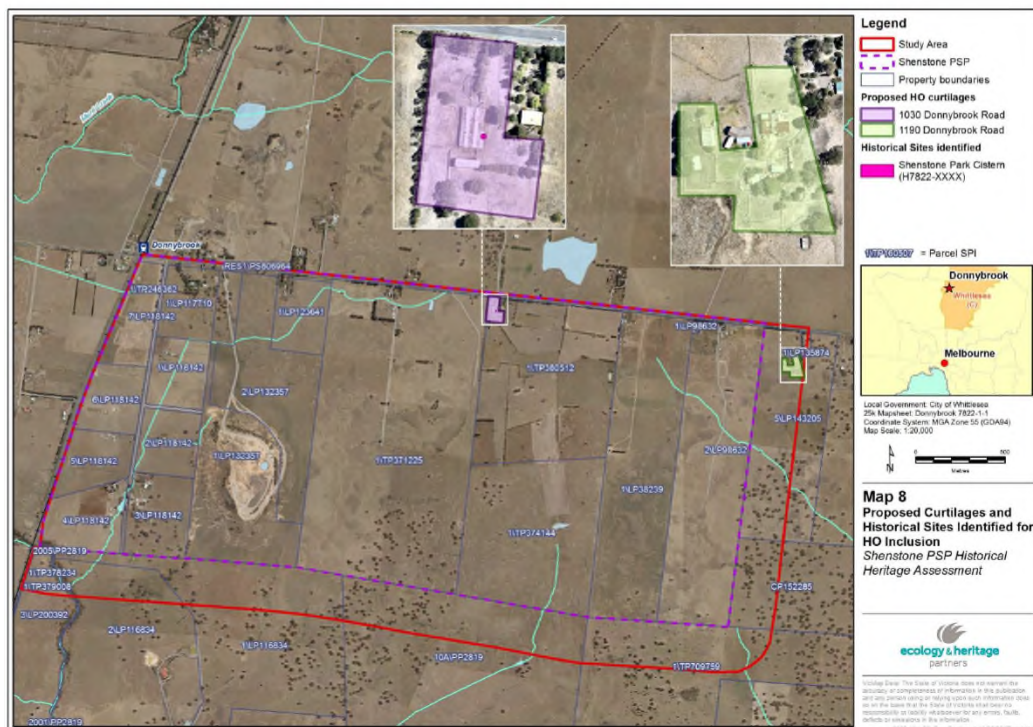 Legend
Study Area
Shenstone PSP
Property boundaries
Proposed HO curtilages
1030 Donnybrook Road
1190 Donnybrook Road
Historical Sites identified
Shenstone Park Cistern
(H7822-XXXX)
= Parcel SPI
Donnybrook
Whittlesea
(C)
Melbourne
Local Government: City of Whittlesea
25k Mapsheet: Donnybrook 7822-1-1
Coordinate System: MGA Zone 55 (GDA94)
Map Scale: 1:20,000
N
0
500
Metres
Map 8
Proposed Curtilages and
Historical Sites Identified for
HO Inclusion
Shenstone PSP Historical
Heritage Assessment
ecology & heritage
partners
Donnybrook
RES1\PS806964
1\TR246362
1\LP117710
7\LP118142
1\LP123641
1\LP98632
1\LP135874
1\LP118142
1\TP380512
2\LP132357
6\LP118142
5\LP143205
2\LP118142
2\LP98632
5\LP118142
1\LP132357
1\TP371225
1\LP38239
4\LP118142
3\LP118142
1\TP374144
2005\PP2819
1\TP378234
1\TP379008
CP152285
3\LP200392
2\LP116834
1\LP116834
10A\PP2819
1\TP709759
2001\PP2819